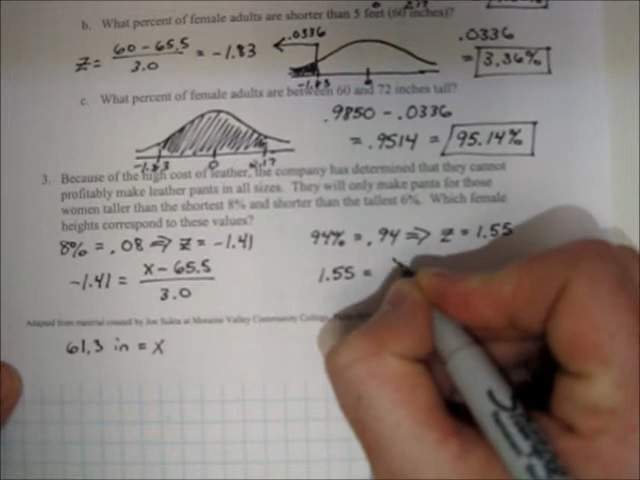 b. What percent of female adults are shorter than 5 feet (60 inches)?
Z = (60 - 65.5)/3.0 = -1.83
.0336
-1.83 0
.0336
= 3.36%
c. What percent of female adults are between 60 and 72 inches tall?
-1.83 0 2.17
.9850 - .0336
= .9514 = 95.14%
3. Because of the high cost of leather, the company has determined that they cannot
profitably make leather pants in all sizes. They will only make pants for those
women taller than the shortest 8% and shorter than the tallest 6%. Which female
heights correspond to these values?
8% = .08 ⇒ Z = -1.41
94% = .94 ⇒ Z = 1.55
-1.41 = (X - 65.5)/3.0
1.55 =
Adapted from material created by Joe at Moraine Valley Community College,
61.3 in = X
Sharpie